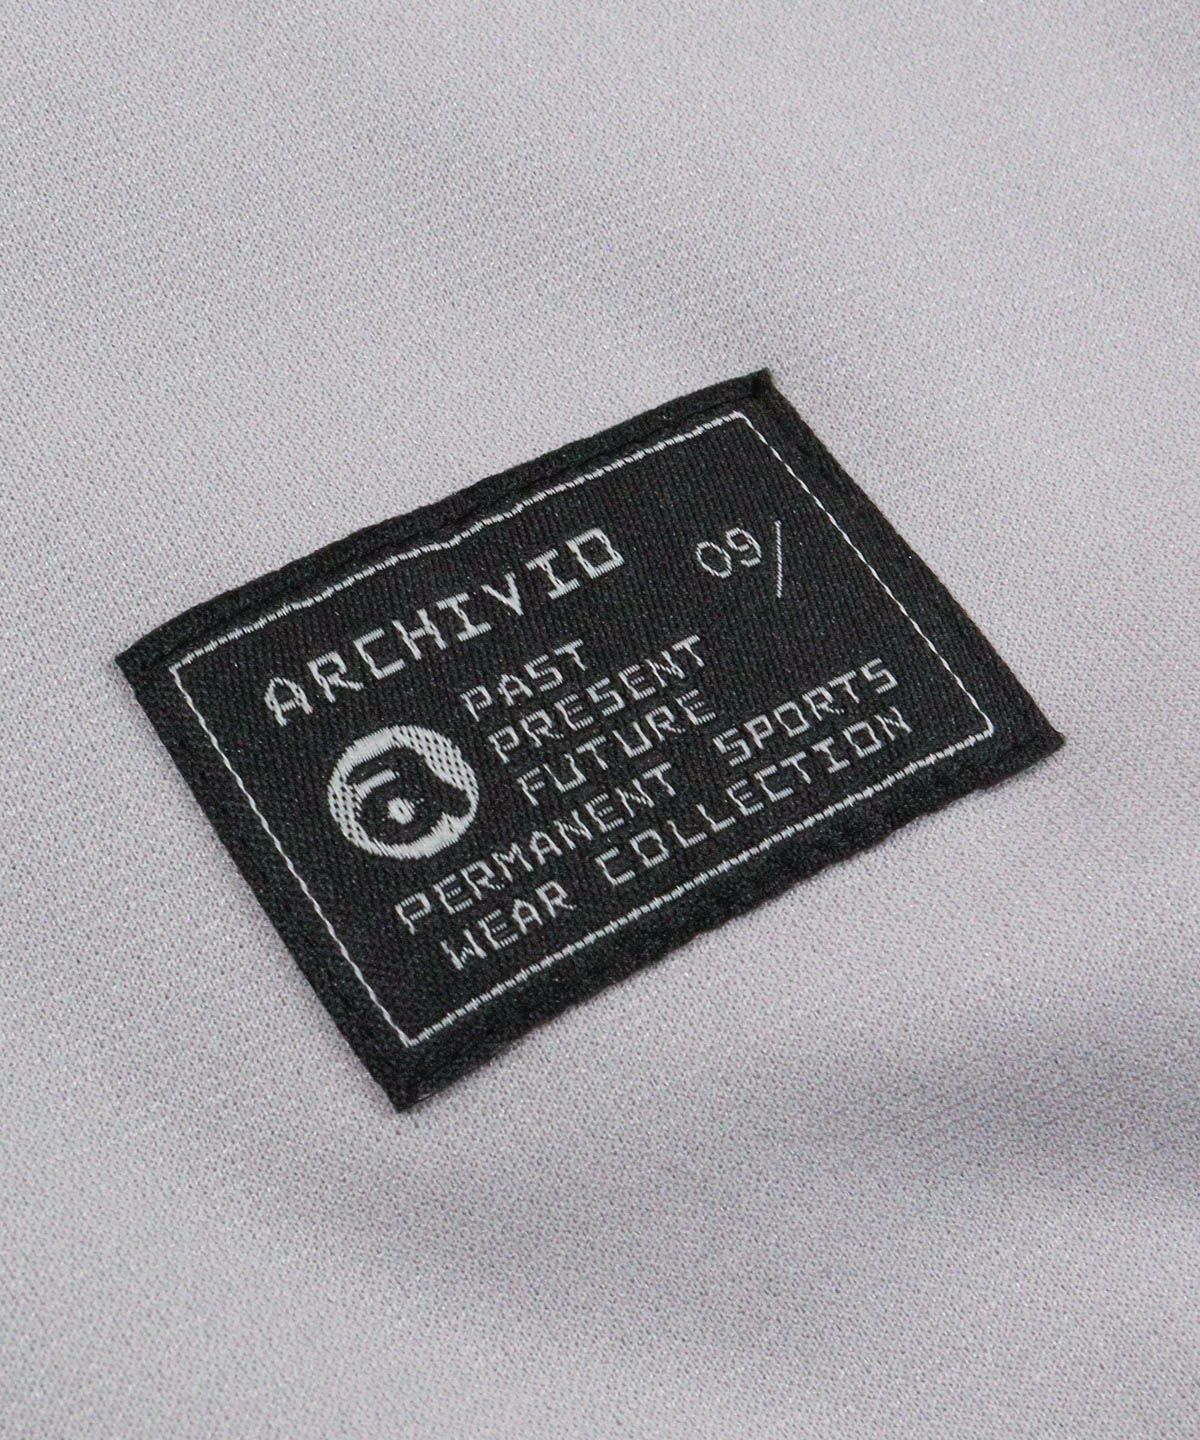 ARCHIVIO 09/
PAST
PRESENT
FUTURE
PERMANENT SPORTS
WEAR COLLECTION